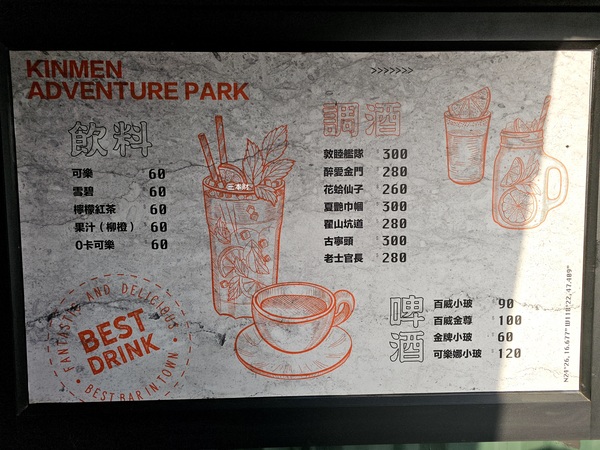 KINMEN
ADVENTURE PARK
>>>>>>>
飲料
可樂 60
雪碧 60
檸檬紅茶 60
果汁（柳橙） 60
0卡可樂 60
調酒
敦睦艦隊 300
醉愛金門 280
花蛤仙子 260
夏艷巾幗 300
翟山坑道 280
古寧頭 300
老士官長 280
啤酒
百威小玻 90
百威金尊 100
金牌小玻 60
可樂娜小玻 120
FANTASTIC AND DELICIOUS
BEST
DRINK
BEST BAR IN TOWN